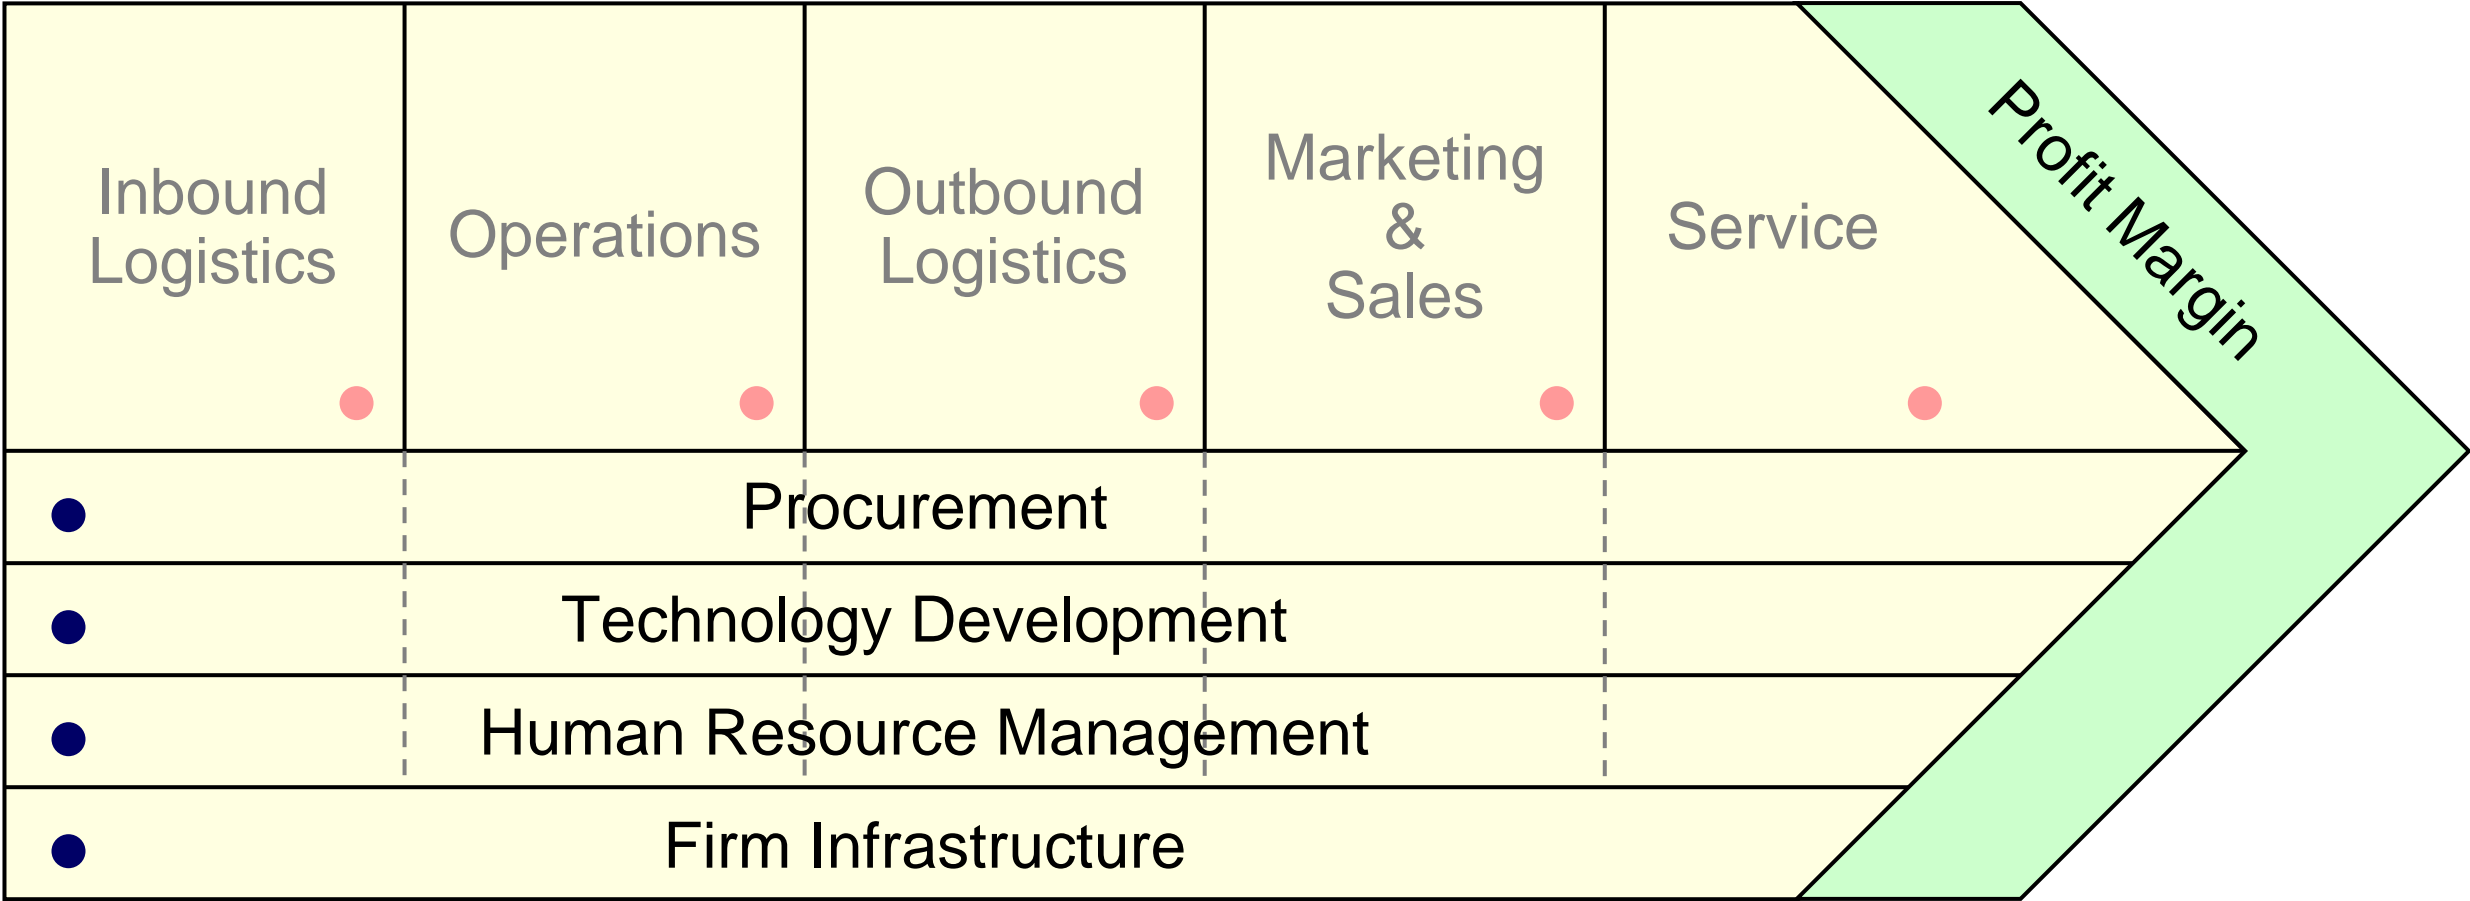 Inbound
Logistics
Operations
Outbound
Logistics
Marketing
&
Sales
Service
Profit Margin
Procurement
Technology Development
Human Resource Management
Firm Infrastructure